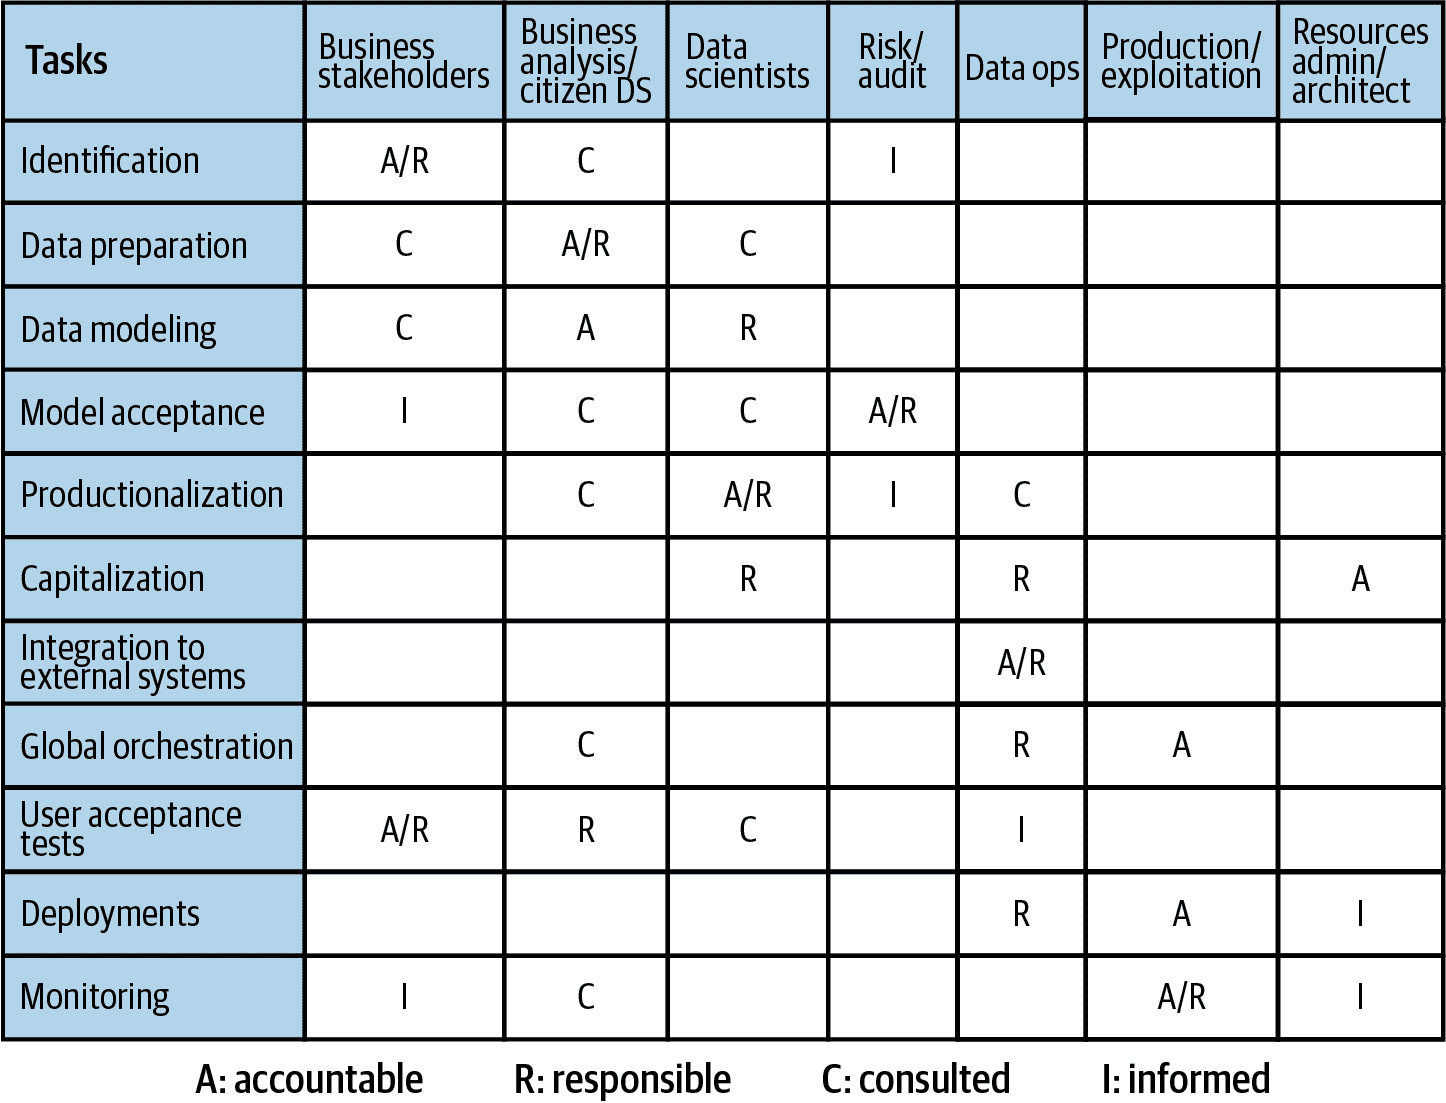 Tasks
Business
stakeholders
Business
analysis/
citizen DS
Data
scientists
Risk/
audit
Data ops
Production/
exploitation
Resources
admin/
architect
Identification A/R C I
Data preparation C A/R C
Data modeling C A R
Model acceptance I C C A/R
Productionalization C A/R I C
Capitalization R R A
Integration to
external systems
A/R
Global orchestration C R A
User acceptance
tests
A/R R C I
Deployments R A I
Monitoring I C A/R I
A: accountable R: responsible C: consulted I: informed